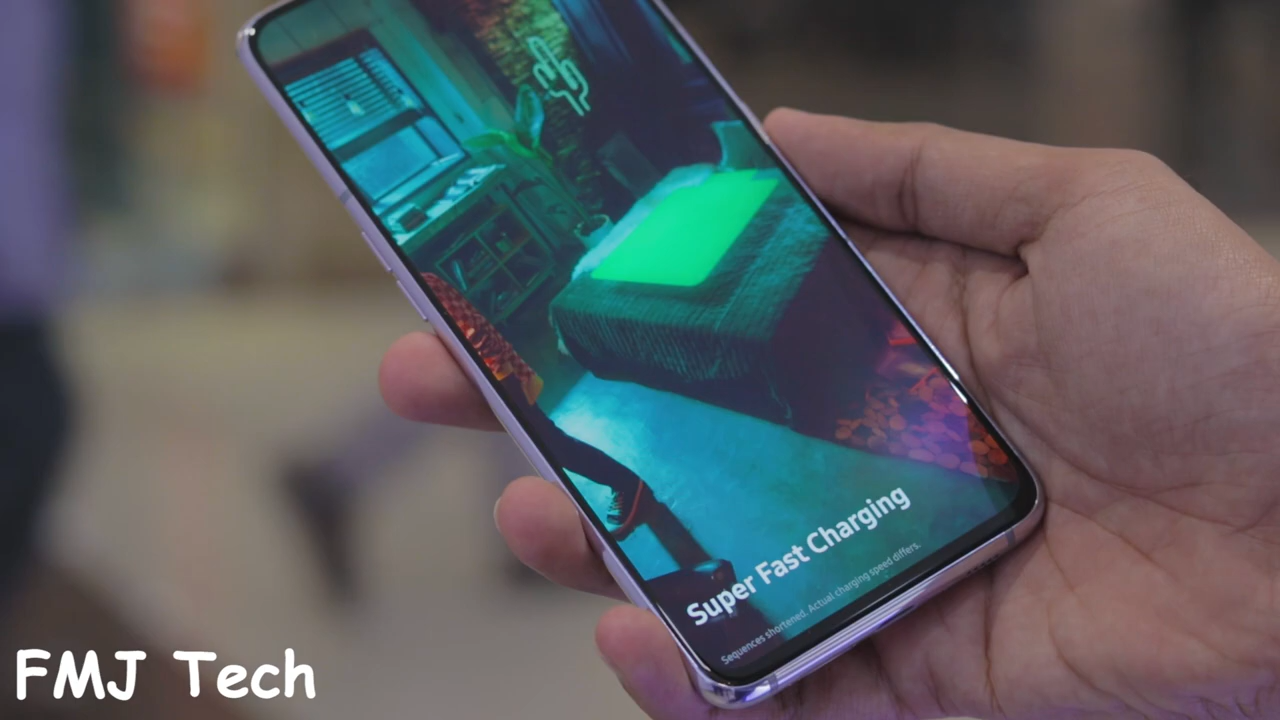 Super Fast Charging
Sequences shortened. Actual charging speed differs.
FMJ Tech